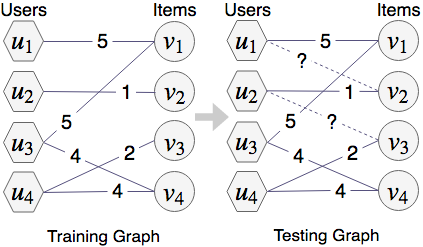 Users Items Users Items
u1 5 v1 u1 5 v1
?
u2 1 v2 u2 1 v2
5 5 ?
u3 v3 u3 v3
4 2 4 2
u4 4 v4 u4 4 v4
Training Graph Testing Graph